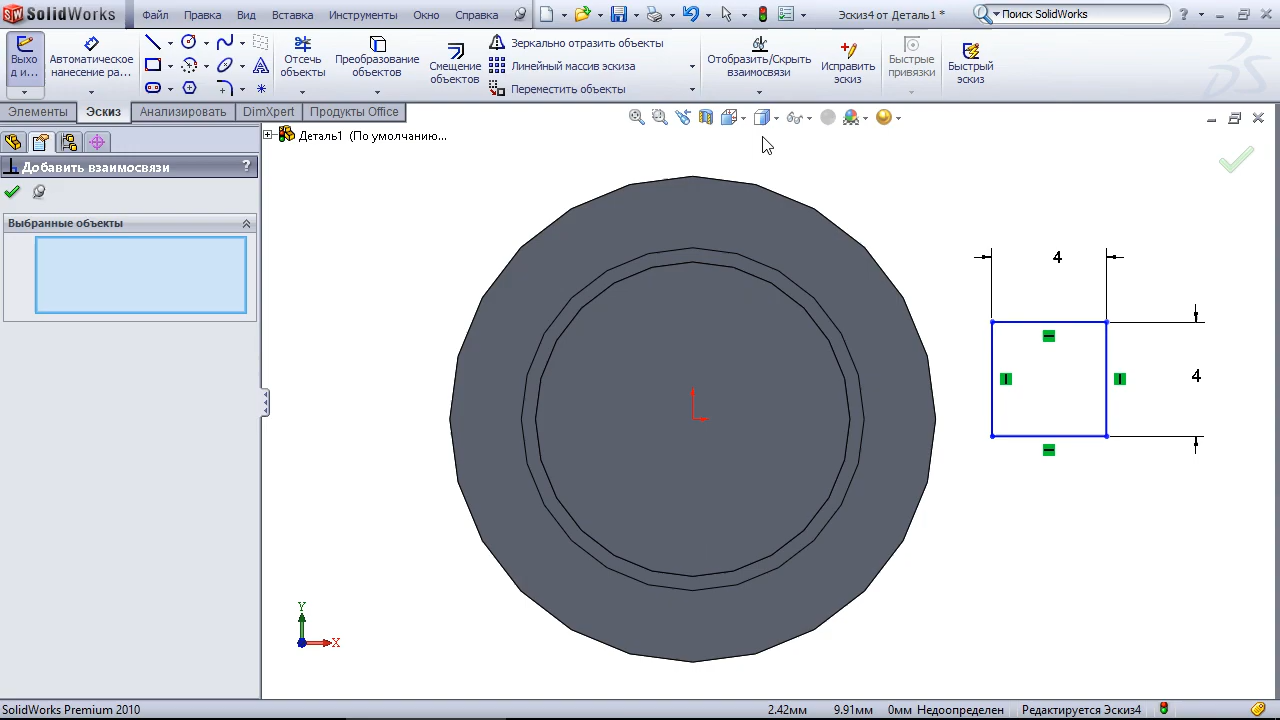 SolidWorks
Файл Правка Вид Вставка Инструменты Окно Справка
Эскиз4 от Деталь1 *
Поиск SolidWorks
Выхо
д и...
Автоматическое
нанесение ра...
Отсечь
объекты
Преобразование
объектов
Смещение
объектов
Зеркально отразить объекты
Линейный массив эскиза
Переместить объекты
Отобразить/Скрыть
взаимосвязи
Исправить
эскиз
Быстрые
привязки
Быстрый
эскиз
Элементы Эскиз Анализировать DimXpert Продукты Office
Деталь1 (По умолчанию...
Добавить взаимосвязи ?
Выбранные объекты
4
4
Y
X
SolidWorks Premium 2010
2.42мм 9.91мм 0мм Недоопределен Редактируется Эскиз4